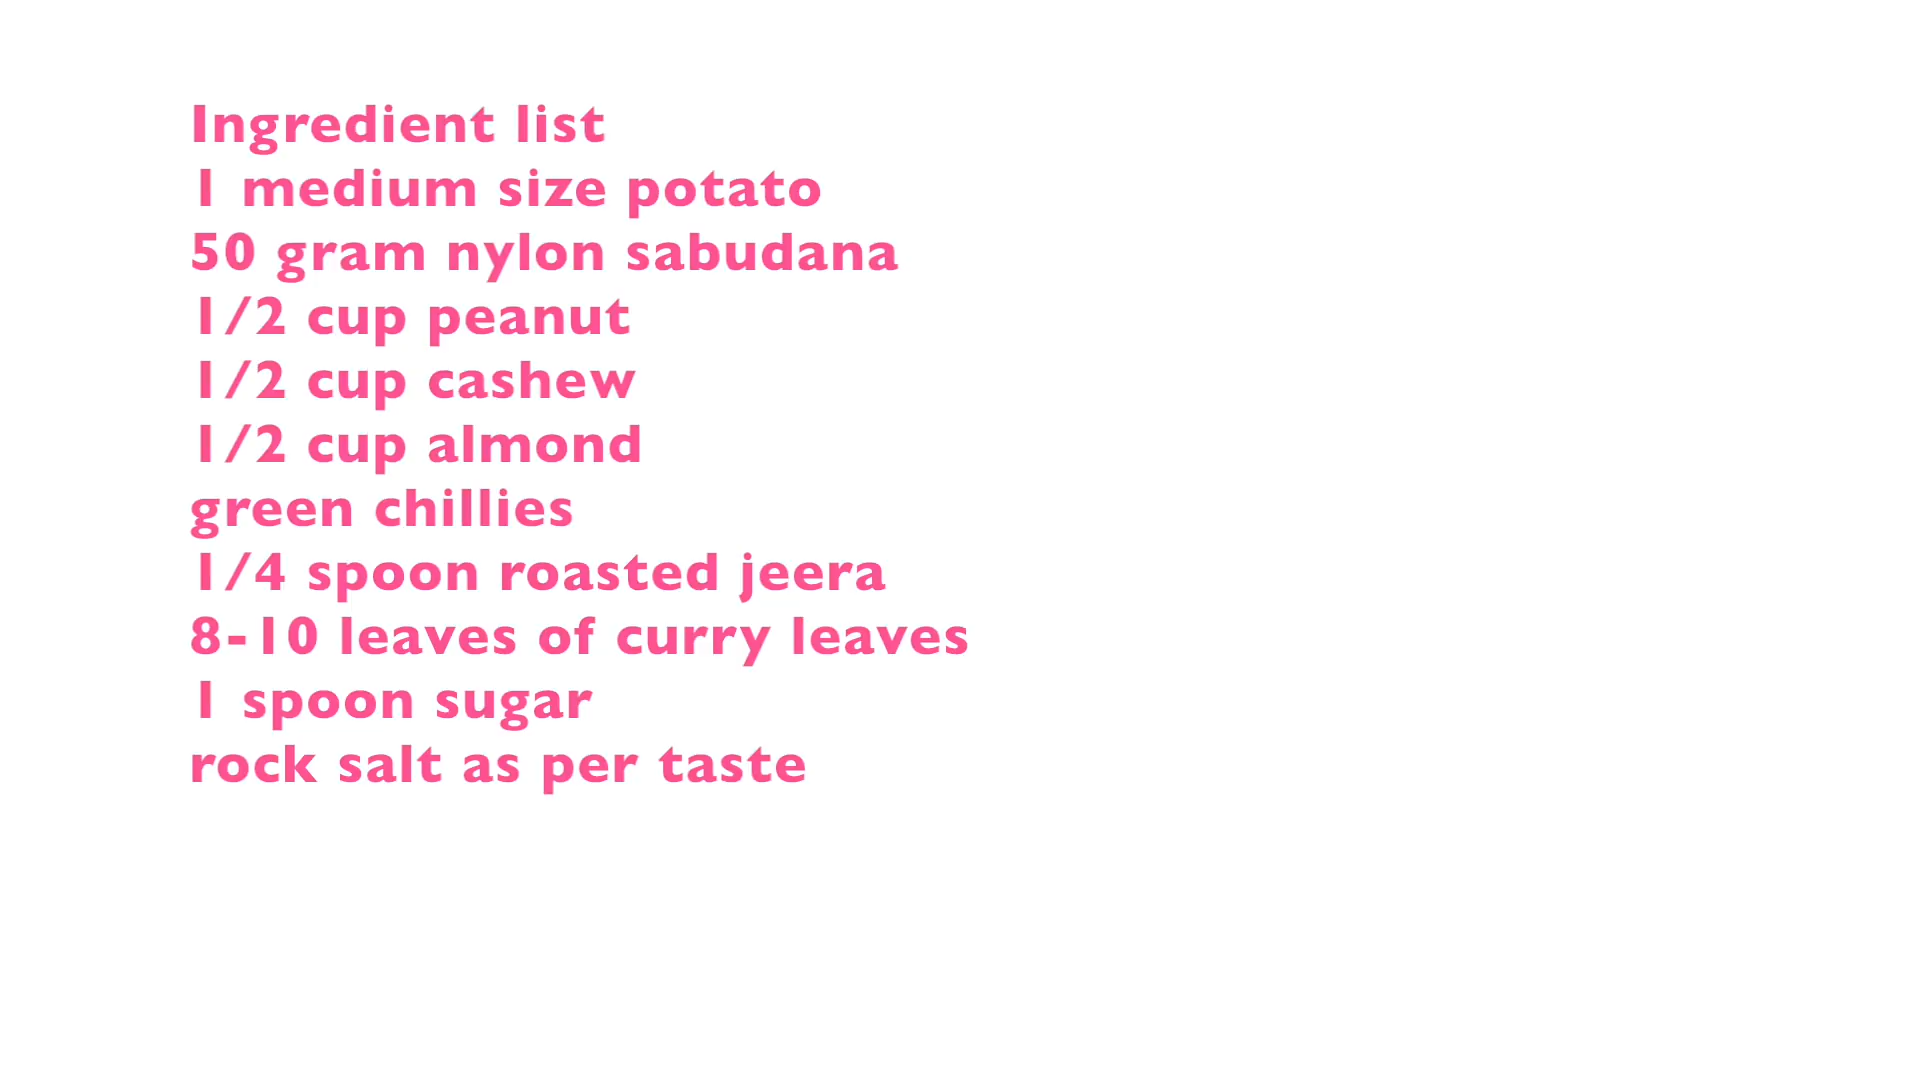 Ingredient list
1 medium size potato
50 gram nylon sabudana
1/2 cup peanut
1/2 cup cashew
1/2 cup almond
green chillies
1/4 spoon roasted jeera
8-10 leaves of curry leaves
1 spoon sugar
rock salt as per taste